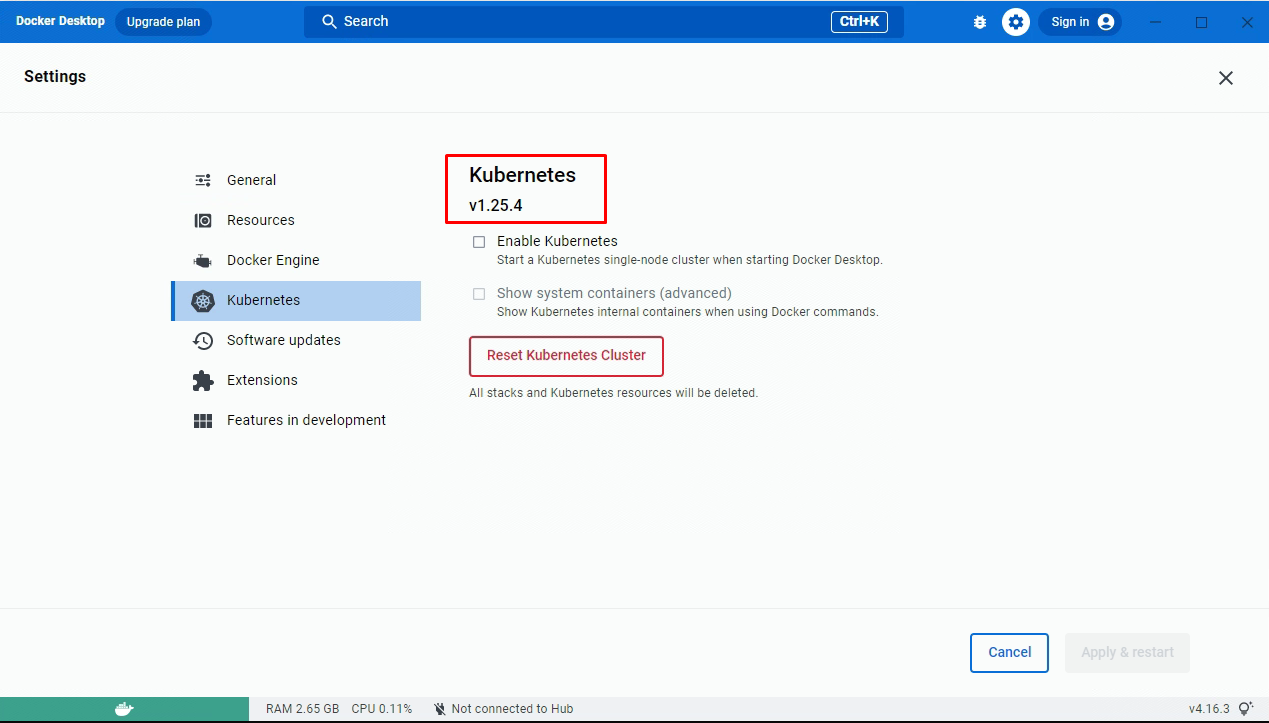 Docker Desktop Upgrade plan Search Ctrl+K Sign in
Settings
General
Resources
Docker Engine
Kubernetes
Software updates
Extensions
Features in development
Kubernetes
v1.25.4
Enable Kubernetes
Start a Kubernetes single-node cluster when starting Docker Desktop.
Show system containers (advanced)
Show Kubernetes internal containers when using Docker commands.
Reset Kubernetes Cluster
All stacks and Kubernetes resources will be deleted.
Cancel Apply & restart
RAM 2.65 GB CPU 0.11% Not connected to Hub v4.16.3